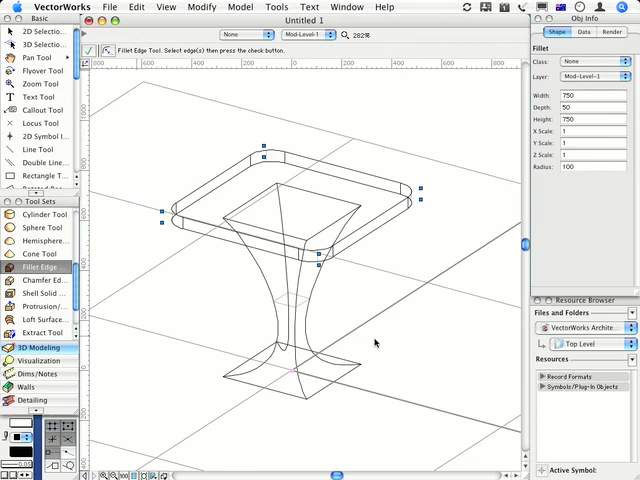 VectorWorks File Edit View Modify Model Tools Text Window Help
Untitled 1
Basic
2D Selectio...
3D Selectio...
Pan Tool
Flyover Tool
Zoom Tool
Text Tool
Callout Tool
Locus Tool
2D Symbol I...
Line Tool
Double Line...
Rectangle T...
Tool Sets
Cylinder Tool
Sphere Tool
Hemisphere...
Cone Tool
Fillet Edge ...
Chamfer Ed...
Shell Solid ...
Protrusion/...
Loft Surface...
Extract Tool
3D Modeling
Visualization
Dims/Notes
Walls
Detailing
None
Mod-Level-1
282%
Fillet Edge Tool. Select edge(s) then press the check button.
Obj Info
Shape Data Render
Fillet
Class: None
Layer: Mod-Level-1
Width: 750
Depth: 50
Height: 750
X Scale: 1
Y Scale: 1
Z Scale: 1
Radius: 100
Resource Browser
Files and Folders
VectorWorks Archite...
Top Level
Resources
Record Formats
Symbols/Plug-In Objects
Active Symbol: